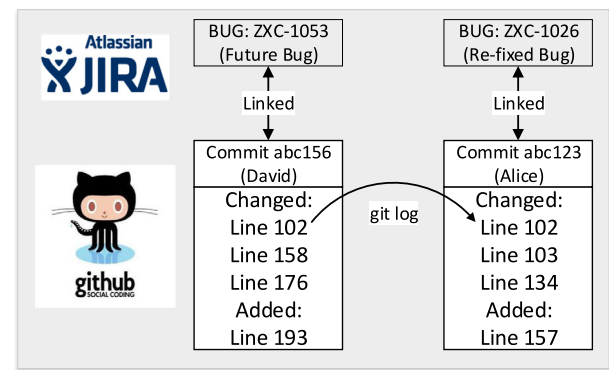 Atlassian
JIRA
github
SOCIAL CODING
BUG: ZXC-1053
(Future Bug)
Linked
Commit abc156
(David)
Changed:
Line 102
Line 158
Line 176
Added:
Line 193
git log
BUG: ZXC-1026
(Re-fixed Bug)
Linked
Commit abc123
(Alice)
Changed:
Line 102
Line 103
Line 134
Added:
Line 157